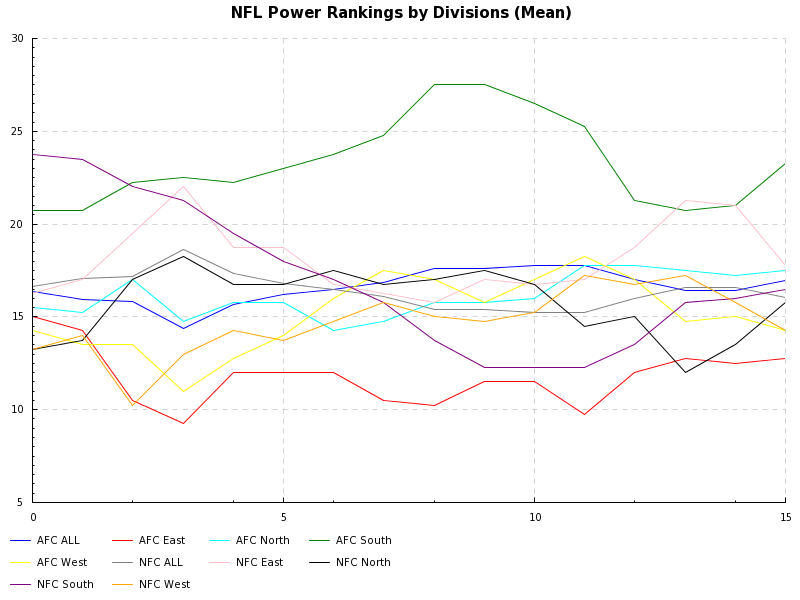 NFL Power Rankings by Divisions (Mean)
30
25
20
15
10
5
0 5 10 15
AFC ALL AFC East AFC North AFC South
AFC West NFC ALL NFC East NFC North
NFC South NFC West